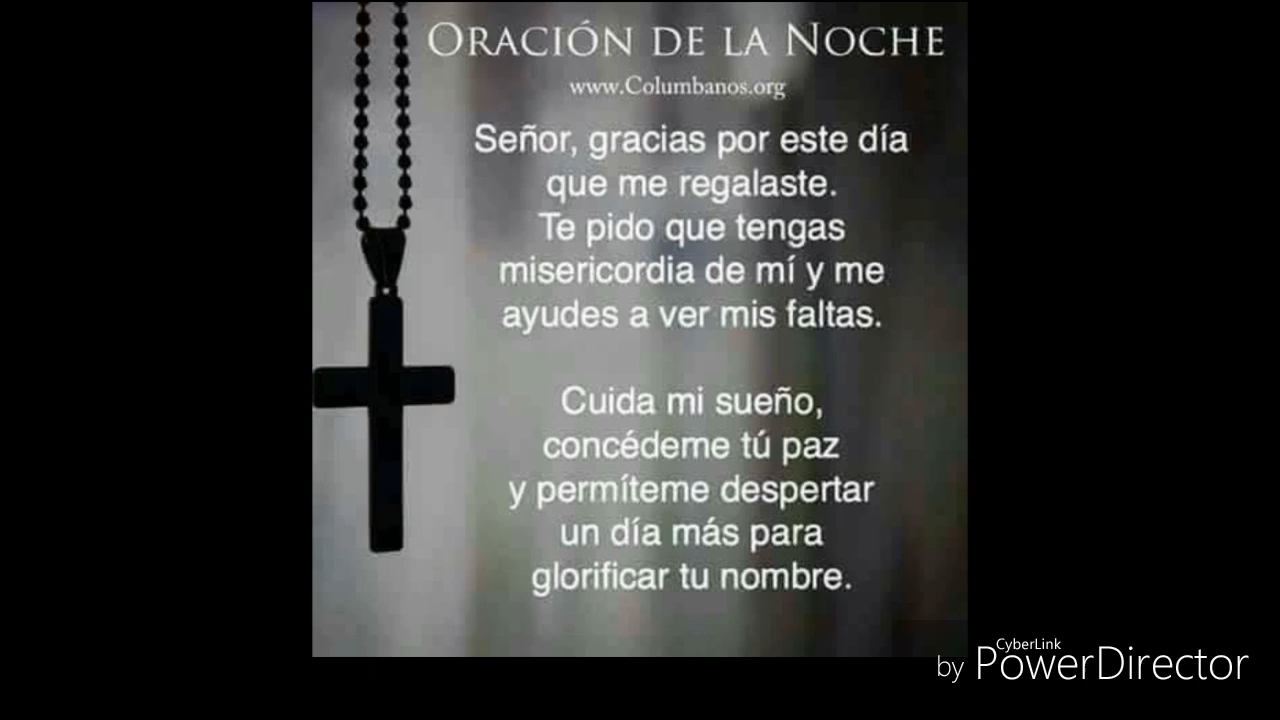 ORACIÓN DE LA NOCHE
www.Columbanos.org
Señor, gracias por este día
que me regalaste.
Te pido que tengas
misericordia de mí y me
ayudes a ver mis faltas.
Cuida mi sueño,
concédeme tú paz
y permíteme despertar
un día más para
glorificar tu nombre.
CyberLink
by PowerDirector